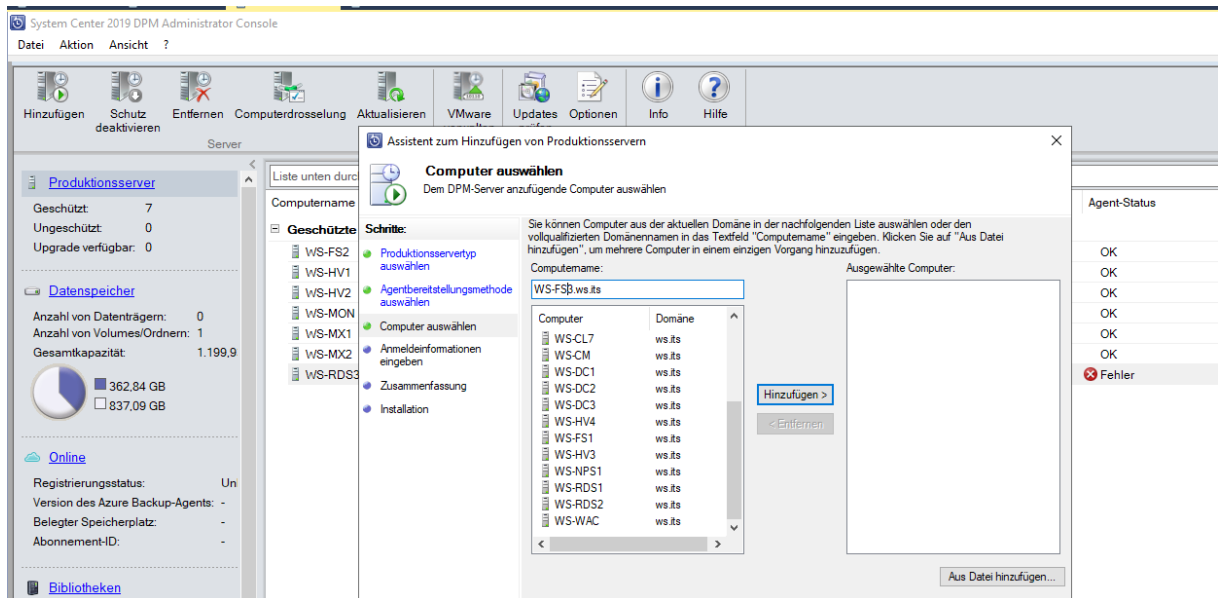 System Center 2019 DPM Administrator Console
Datei Aktion Ansicht ?
Hinzufügen Schutz deaktivieren Entfernen Computerdrosselung Aktualisieren VMware Updates Optionen Info Hilfe
Server
Produktionsserver
Geschützt: 7
Ungeschützt: 0
Upgrade verfügbar: 0
Datenspeicher
Anzahl von Datenträgern: 0
Anzahl von Volumes/Ordnern: 1
Gesamtkapazität: 1.199,9
362,84 GB
837,09 GB
Online
Registrierungsstatus: Un
Version des Azure Backup-Agents: -
Belegter Speicherplatz: -
Abonnement-ID: -
Bibliotheken
Liste unten durc
Computername
Geschützte
WS-FS2
WS-HV1
WS-HV2
WS-MON
WS-MX1
WS-MX2
WS-RDS3
Assistent zum Hinzufügen von Produktionsservern
Computer auswählen
Dem DPM-Server anzufügende Computer auswählen
Schritte:
Produktionsservertyp
auswählen
Agentbereitstellungsmethode
auswählen
Computer auswählen
Anmeldeinformationen
eingeben
Zusammenfassung
Installation
Sie können Computer aus der aktuellen Domäne in der nachfolgenden Liste auswählen oder den
vollqualifizierten Domänennamen in das Textfeld "Computername" eingeben. Klicken Sie auf "Aus Datei
hinzufügen", um mehrere Computer in einem einzigen Vorgang hinzuzufügen.
Computername:
WS-FS3.ws.its
Computer Domäne
WS-CL7 ws.its
WS-CM ws.its
WS-DC1 ws.its
WS-DC2 ws.its
WS-DC3 ws.its
WS-HV4 ws.its
WS-FS1 ws.its
WS-HV3 ws.its
WS-NPS1 ws.its
WS-RDS1 ws.its
WS-RDS2 ws.its
WS-WAC ws.its
Hinzufügen >
< Entfernen
Ausgewählte Computer:
Aus Datei hinzufügen...
Agent-Status
OK
OK
OK
OK
OK
OK
Fehler